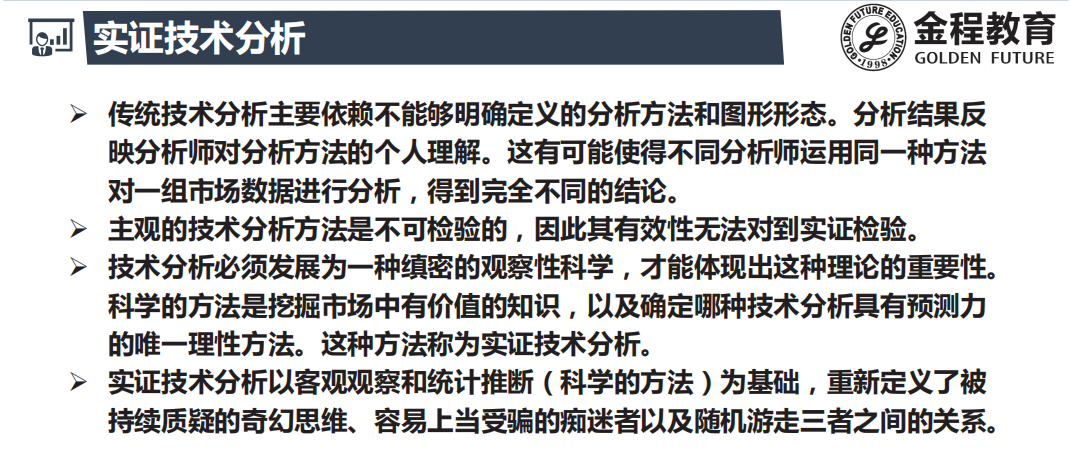 实证技术分析
GOLDEN FUTURE EDUCATION
·1998·
金程教育
GOLDEN FUTURE
➢ 传统技术分析主要依赖不能够明确定义的分析方法和图形形态。分析结果反
映分析师对分析方法的个人理解。这有可能使得不同分析师运用同一种方法
对一组市场数据进行分析，得到完全不同的结论。
➢ 主观的技术分析方法是不可检验的，因此其有效性无法对到实证检验。
➢ 技术分析必须发展为一种缜密的观察性科学，才能体现出这种理论的重要性。
科学的方法是挖掘市场中有价值的知识，以及确定哪种技术分析具有预测力
的唯一理性方法。这种方法称为实证技术分析。
➢ 实证技术分析以客观观察和统计推断（科学的方法）为基础，重新定义了被
持续质疑的奇幻思维、容易上当受骗的痴迷者以及随机游走三者之间的关系。